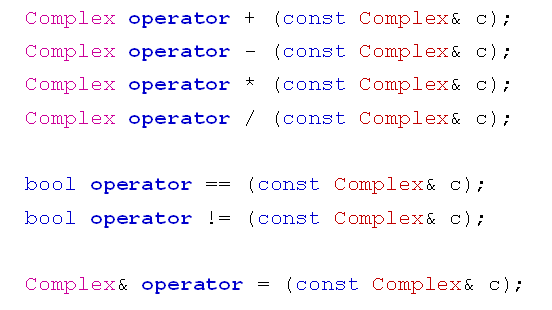 Complex operator + (const Complex& c);
Complex operator - (const Complex& c);
Complex operator * (const Complex& c);
Complex operator / (const Complex& c);
bool operator == (const Complex& c);
bool operator != (const Complex& c);
Complex& operator = (const Complex& c);